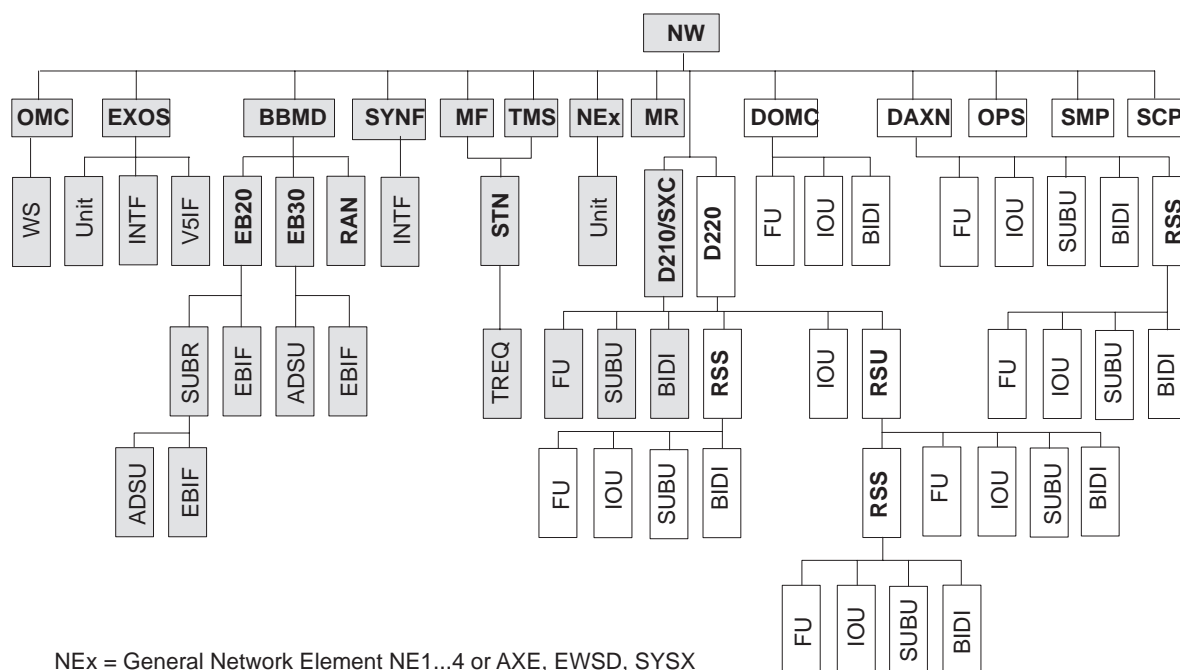 NW
OMC EXOS BBMD SYNF MF TMS NEx MR DOMC DAXN OPS SMP SCP
WS Unit INTF V5IF EB20 EB30 RAN INTF STN Unit D210/SXC D220 FU IOU BIDI FU IOU SUBU BIDI RSS
SUBR EBIF ADSU EBIF TREQ FU SUBU BIDI RSS IOU RSU FU IOU SUBU BIDI
ADSU EBIF FU IOU SUBU BIDI RSS FU IOU SUBU BIDI
FU IOU SUBU BIDI
NEx = General Network Element NE1...4 or AXE, EWSD, SYSX